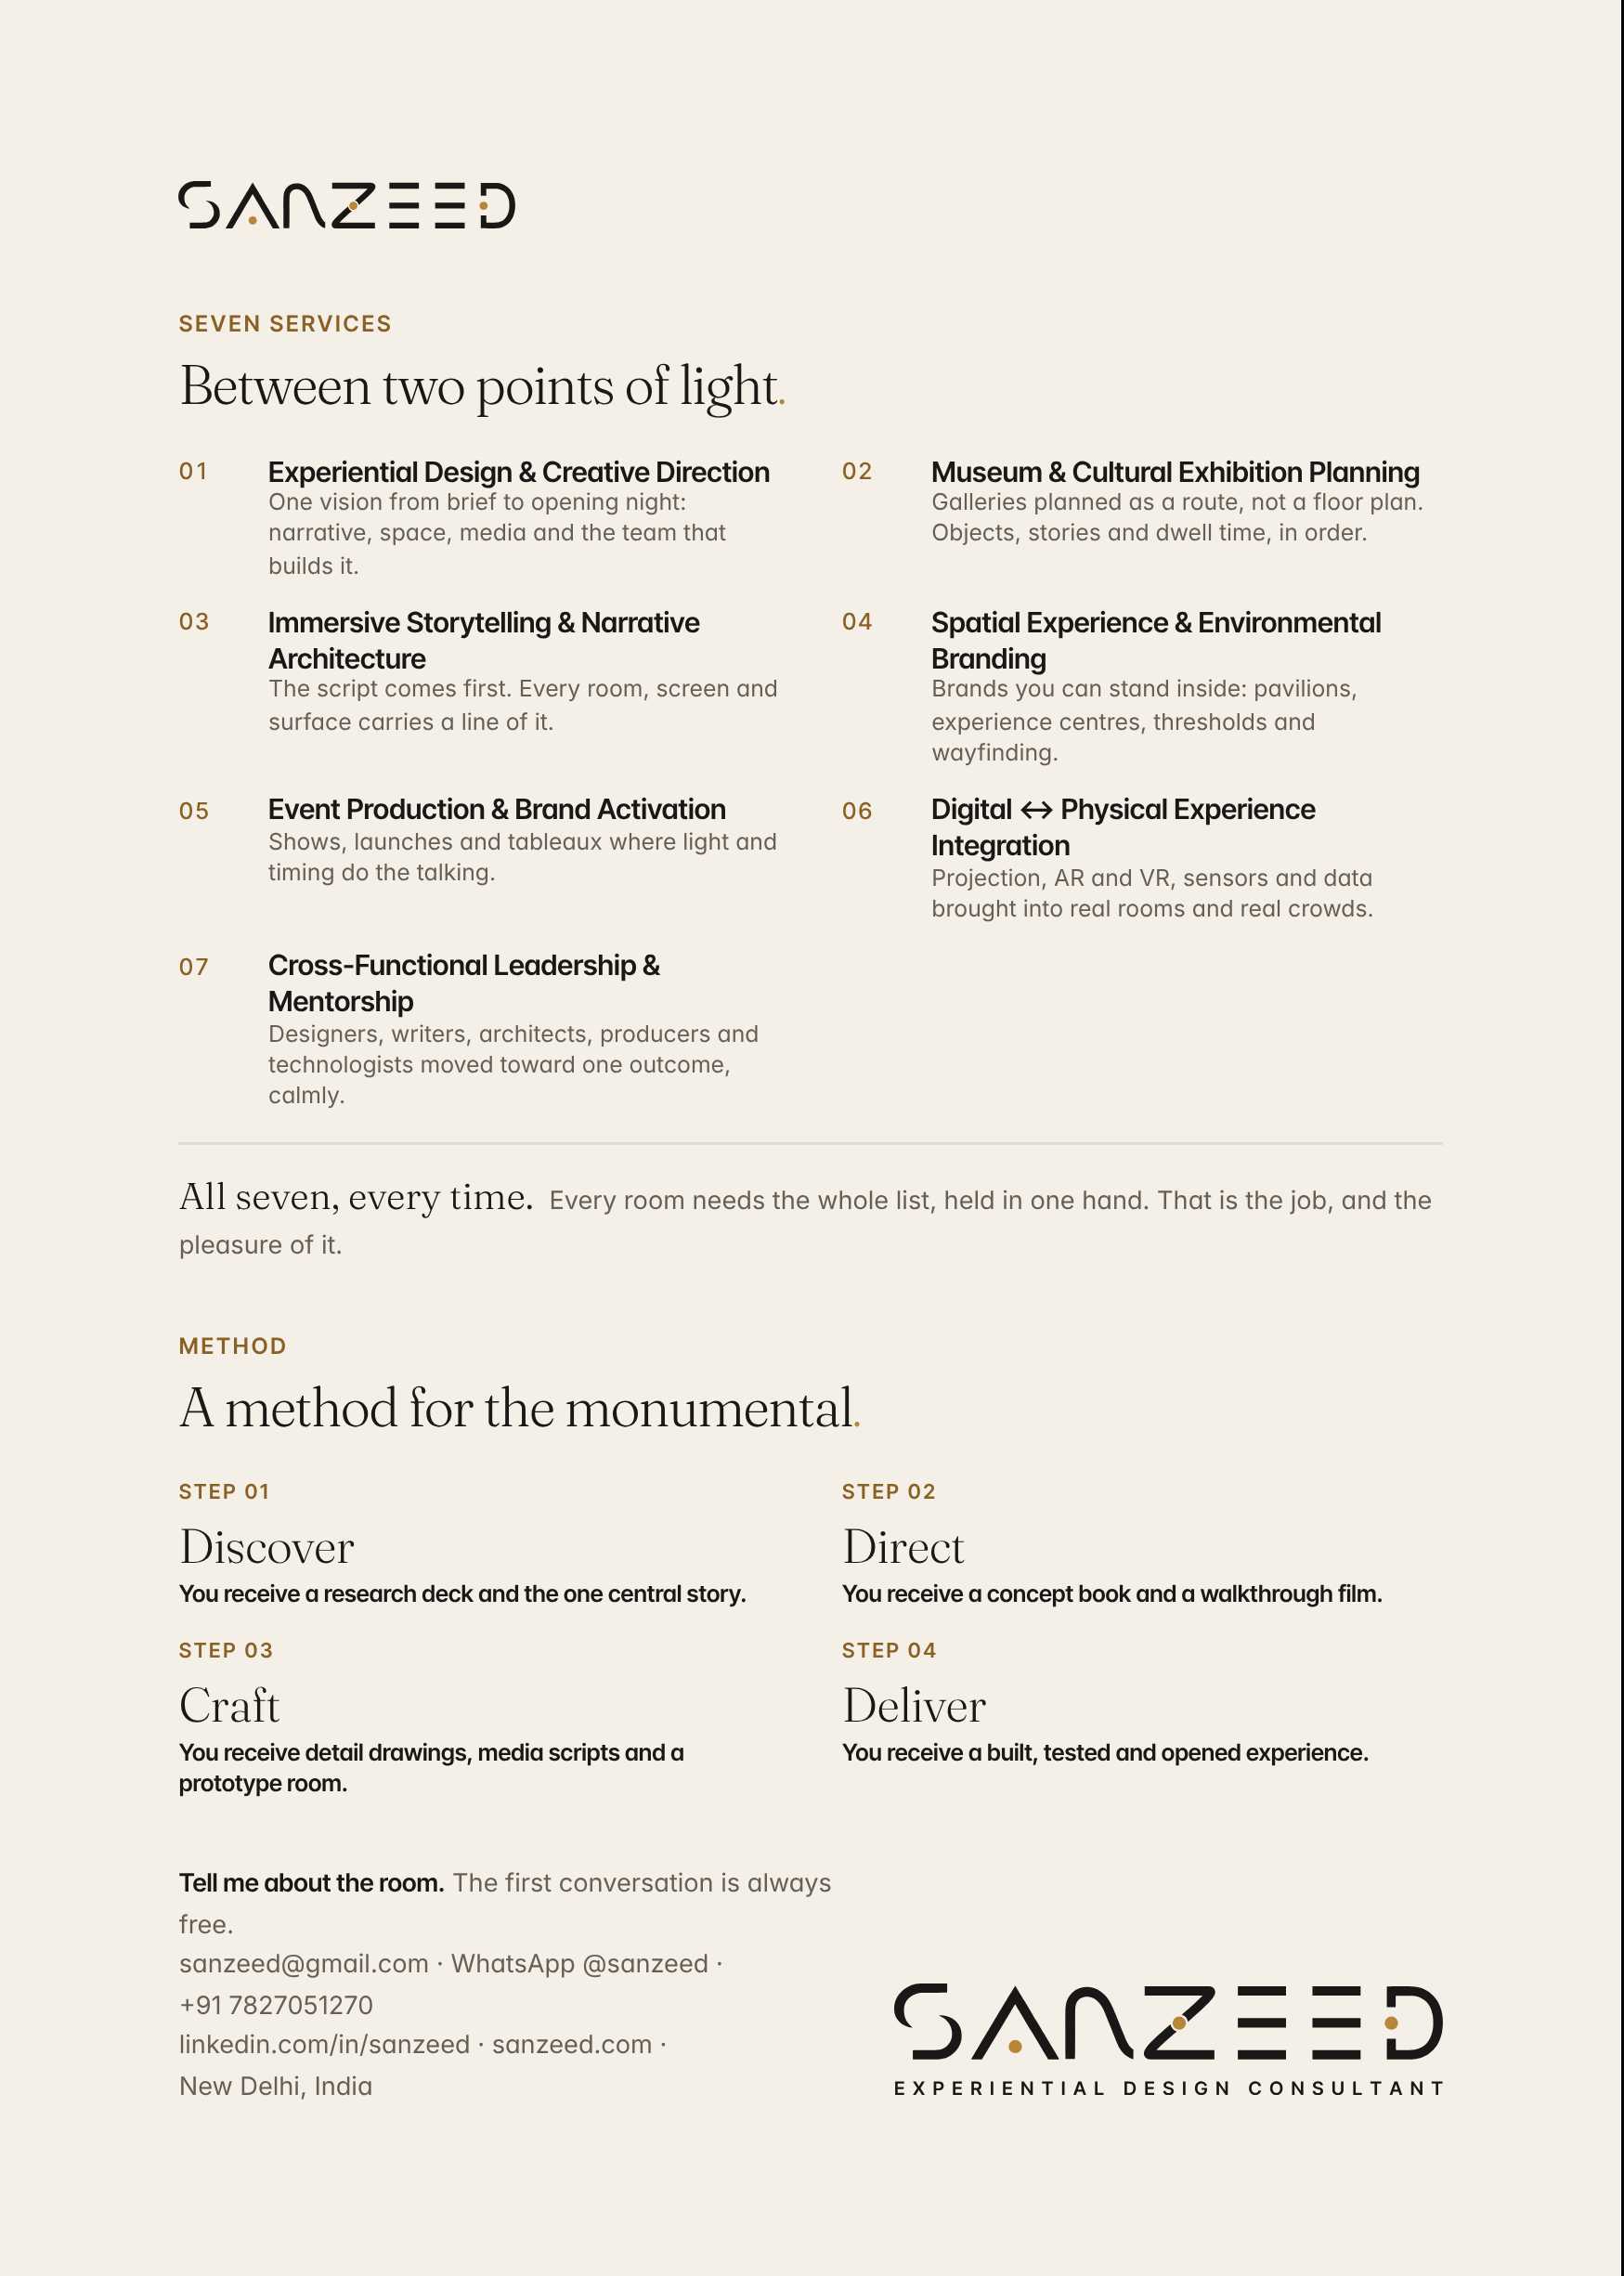 SANZEED
SEVEN SERVICES
Between two points of light.
01
Experiential Design & Creative Direction
One vision from brief to opening night:
narrative, space, media and the team that
builds it.
02
Museum & Cultural Exhibition Planning
Galleries planned as a route, not a floor plan.
Objects, stories and dwell time, in order.
03
Immersive Storytelling & Narrative
Architecture
The script comes first. Every room, screen and
surface carries a line of it.
04
Spatial Experience & Environmental
Branding
Brands you can stand inside: pavilions,
experience centres, thresholds and
wayfinding.
05
Event Production & Brand Activation
Shows, launches and tableaux where light and
timing do the talking.
06
Digital ↔ Physical Experience
Integration
Projection, AR and VR, sensors and data
brought into real rooms and real crowds.
07
Cross-Functional Leadership &
Mentorship
Designers, writers, architects, producers and
technologists moved toward one outcome,
calmly.
All seven, every time. Every room needs the whole list, held in one hand. That is the job, and the
pleasure of it.
METHOD
A method for the monumental.
STEP 01
Discover
You receive a research deck and the one central story.
STEP 02
Direct
You receive a concept book and a walkthrough film.
STEP 03
Craft
You receive detail drawings, media scripts and a
prototype room.
STEP 04
Deliver
You receive a built, tested and opened experience.
Tell me about the room. The first conversation is always
free.
sanzeed@gmail.com · WhatsApp @sanzeed ·
+91 7827051270
linkedin.com/in/sanzeed · sanzeed.com ·
New Delhi, India
SANZEED
EXPERIENTIAL DESIGN CONSULTANT